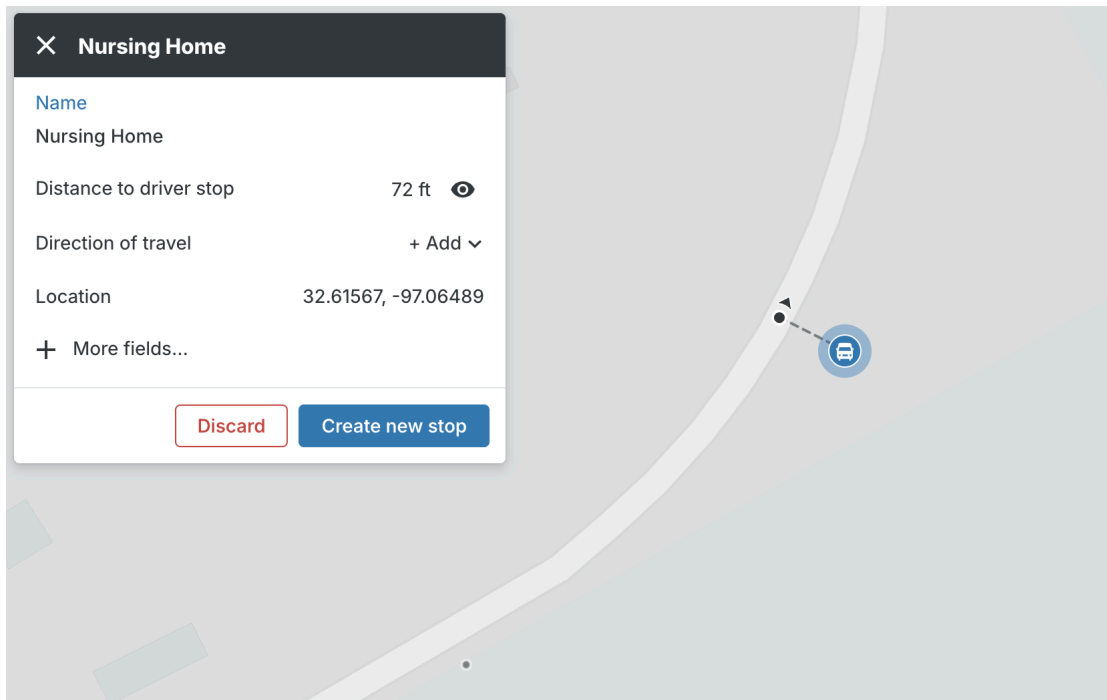 Nursing Home
Name
Nursing Home
Distance to driver stop 72 ft
Direction of travel + Add
Location 32.61567, -97.06489
+ More fields...
Discard Create new stop